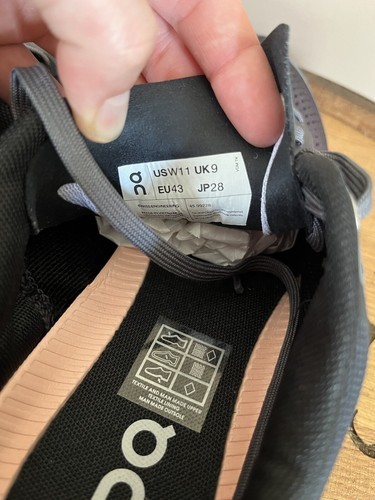 USW11 UK9
EU43 JP28
TEXTILE AND MAN MADE UPPER
TEXTILE LINING
MAN MADE OUTSOLE